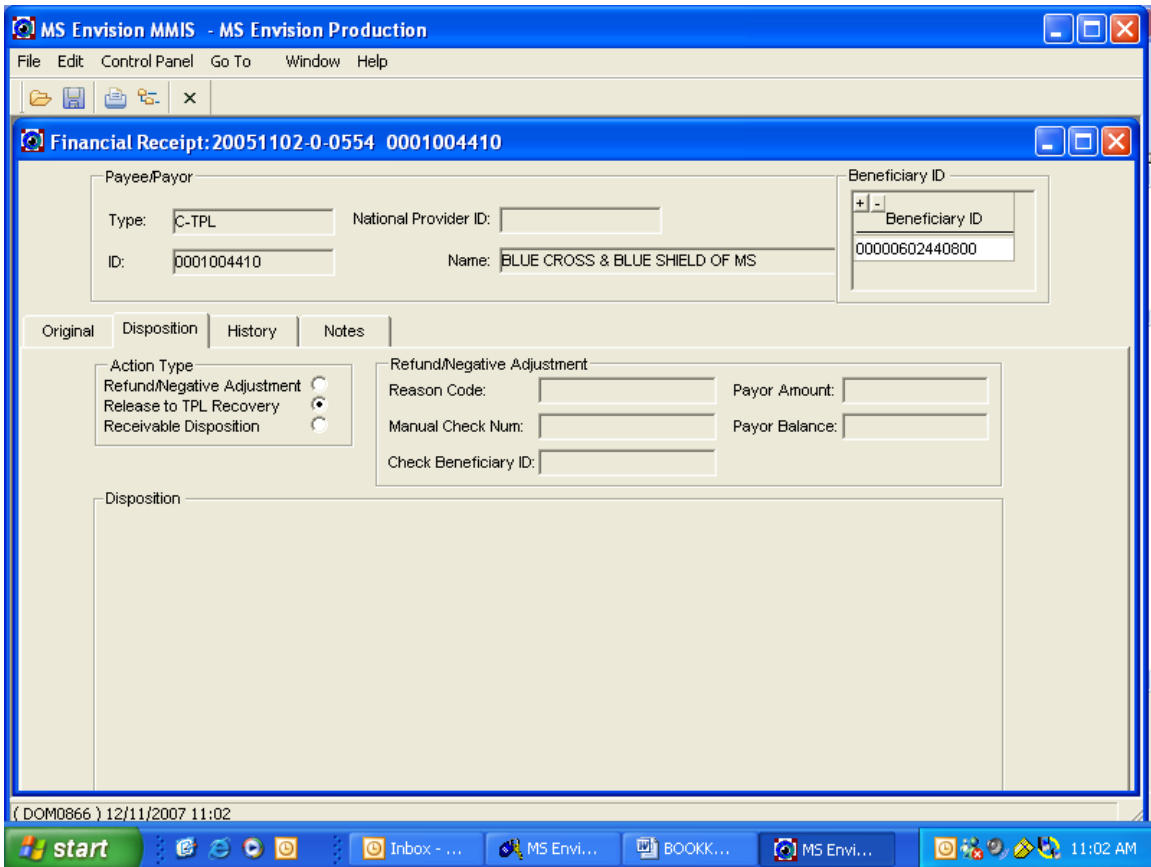 MS Envision MMIS - MS Envision Production
File Edit Control Panel Go To Window Help
Financial Receipt:20051102-0-0554 0001004410
Payee/Payor
Beneficiary ID
Type: C-TPL National Provider ID:
+ - Beneficiary ID
ID: 0001004410 Name: BLUE CROSS & BLUE SHIELD OF MS
00000602440800
Original Disposition History Notes
Action Type
Refund/Negative Adjustment
Refund/Negative Adjustment
Release to TPL Recovery
Receivable Disposition
Reason Code: Payor Amount:
Manual Check Num: Payor Balance:
Check Beneficiary ID:
Disposition
( DOM0866 ) 12/11/2007 11:02
start Inbox - ... MS Envi... BOOKK... MS Envi... 11:02 AM